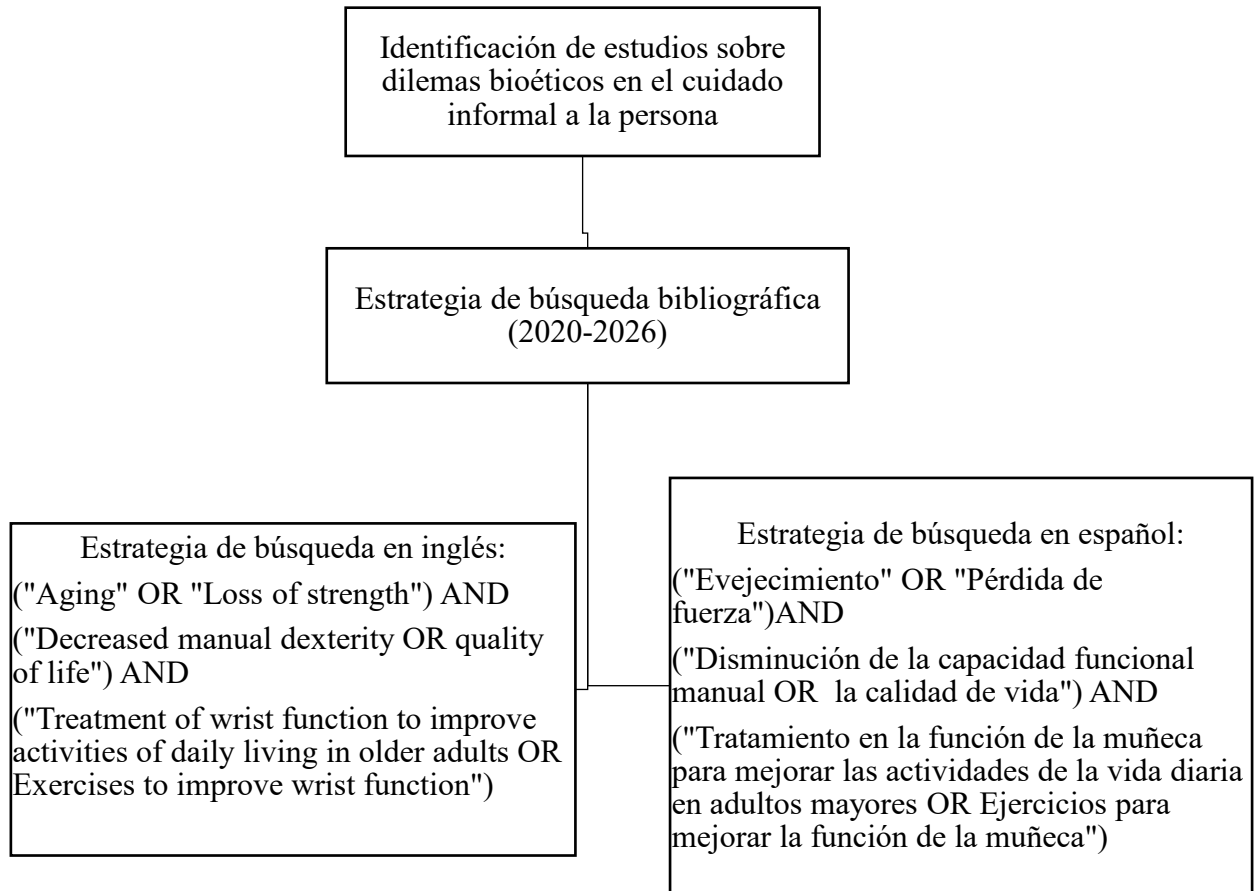 Identificación de estudios sobre
dilemas bioéticos en el cuidado
informal a la persona
Estrategia de búsqueda bibliográfica
(2020-2026)
Estrategia de búsqueda en inglés:
("Aging" OR "Loss of strength") AND
("Decreased manual dexterity OR quality
of life") AND
("Treatment of wrist function to improve
activities of daily living in older adults OR
Exercises to improve wrist function")
Estrategia de búsqueda en español:
("Evejecimiento" OR "Pérdida de
fuerza")AND
("Disminución de la capacidad funcional
manual OR  la calidad de vida") AND
("Tratamiento en la función de la muñeca
para mejorar las actividades de la vida diaria
en adultos mayores OR Ejercicios para
mejorar la función de la muñeca")